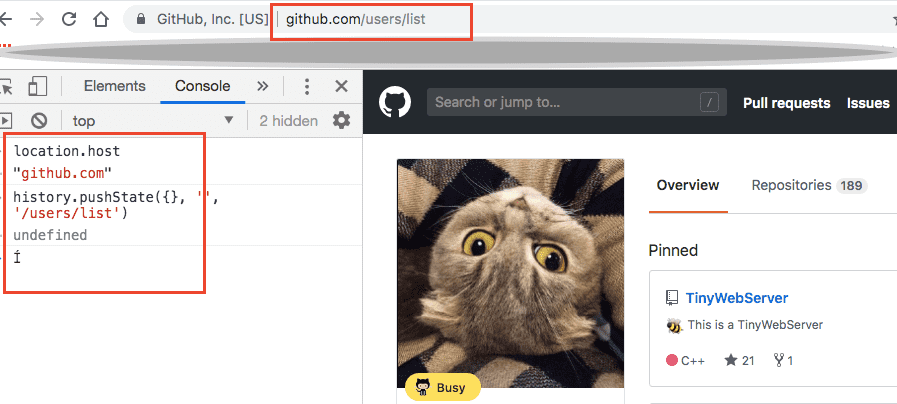 GitHub, Inc. [US]
github.com/users/list
Elements
Console
top
2 hidden
location.host
"github.com"
history.pushState({}, '',
'/users/list')
undefined
Search or jump to...
/
Pull requests
Issues
Overview
Repositories 189
Pinned
TinyWebServer
This is a TinyWebServer
C++
21
1
Busy